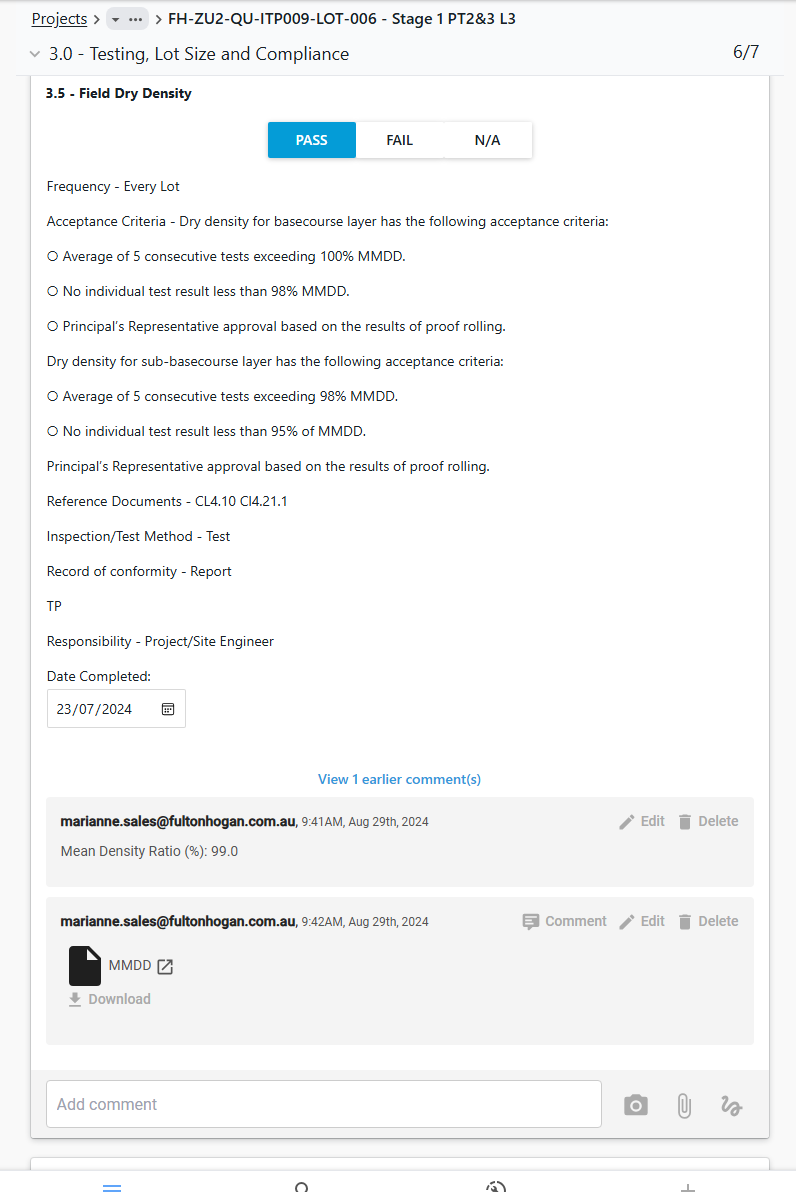 Projects > ... > FH-ZU2-QU-ITP009-LOT-006 - Stage 1 PT2&3 L3
3.0 - Testing, Lot Size and Compliance 6/7
3.5 - Field Dry Density
PASS FAIL N/A
Frequency - Every Lot
Acceptance Criteria - Dry density for basecourse layer has the following acceptance criteria:
O Average of 5 consecutive tests exceeding 100% MMDD.
O No individual test result less than 98% MMDD.
O Principal's Representative approval based on the results of proof rolling.
Dry density for sub-basecourse layer has the following acceptance criteria:
O Average of 5 consecutive tests exceeding 98% MMDD.
O No individual test result less than 95% of MMDD.
Principal's Representative approval based on the results of proof rolling.
Reference Documents - CL4.10 Cl4.21.1
Inspection/Test Method - Test
Record of conformity - Report
TP
Responsibility - Project/Site Engineer
Date Completed:
23/07/2024
View 1 earlier comment(s)
marianne.sales@fultonhogan.com.au, 9:41AM, Aug 29th, 2024 Edit Delete
Mean Density Ratio (%): 99.0
marianne.sales@fultonhogan.com.au, 9:42AM, Aug 29th, 2024 Comment Edit Delete
MMDD
Download
Add comment